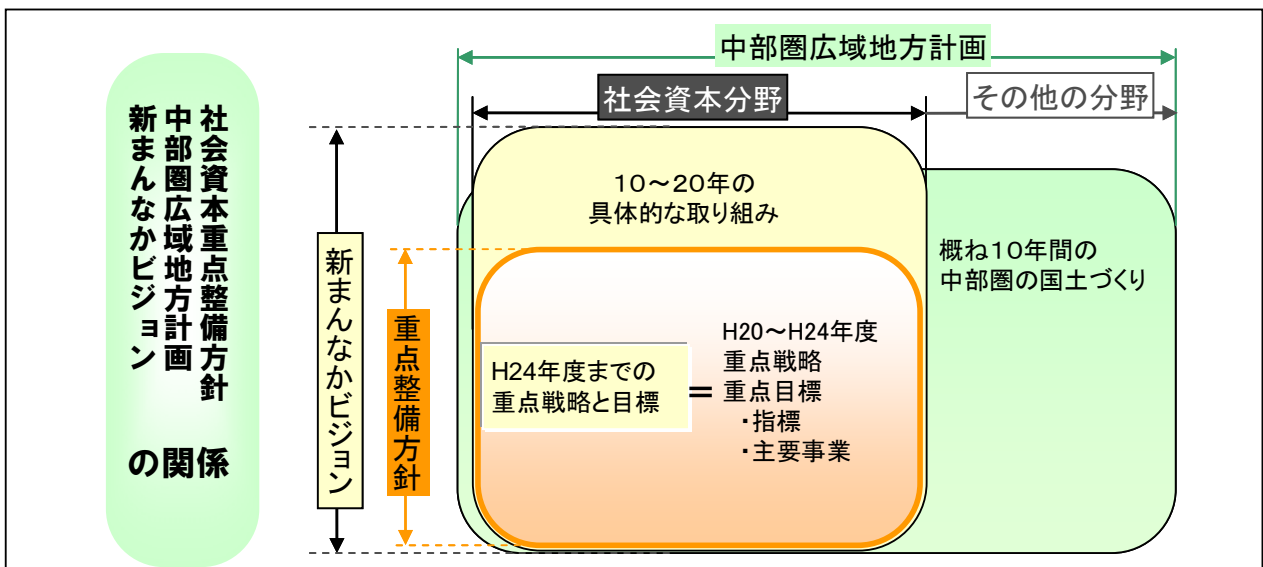 社会資本重点整備方針
中部圏広域地方計画
新まんなかビジョン
の関係
中部圏広域地方計画
社会資本分野
その他の分野
10～20年の
具体的な取り組み
概ね10年間の
中部圏の国土づくり
新まんなかビジョン
重点整備方針
H24年度までの
重点戦略と目標
＝
H20～H24年度
重点戦略
重点目標
・指標
・主要事業